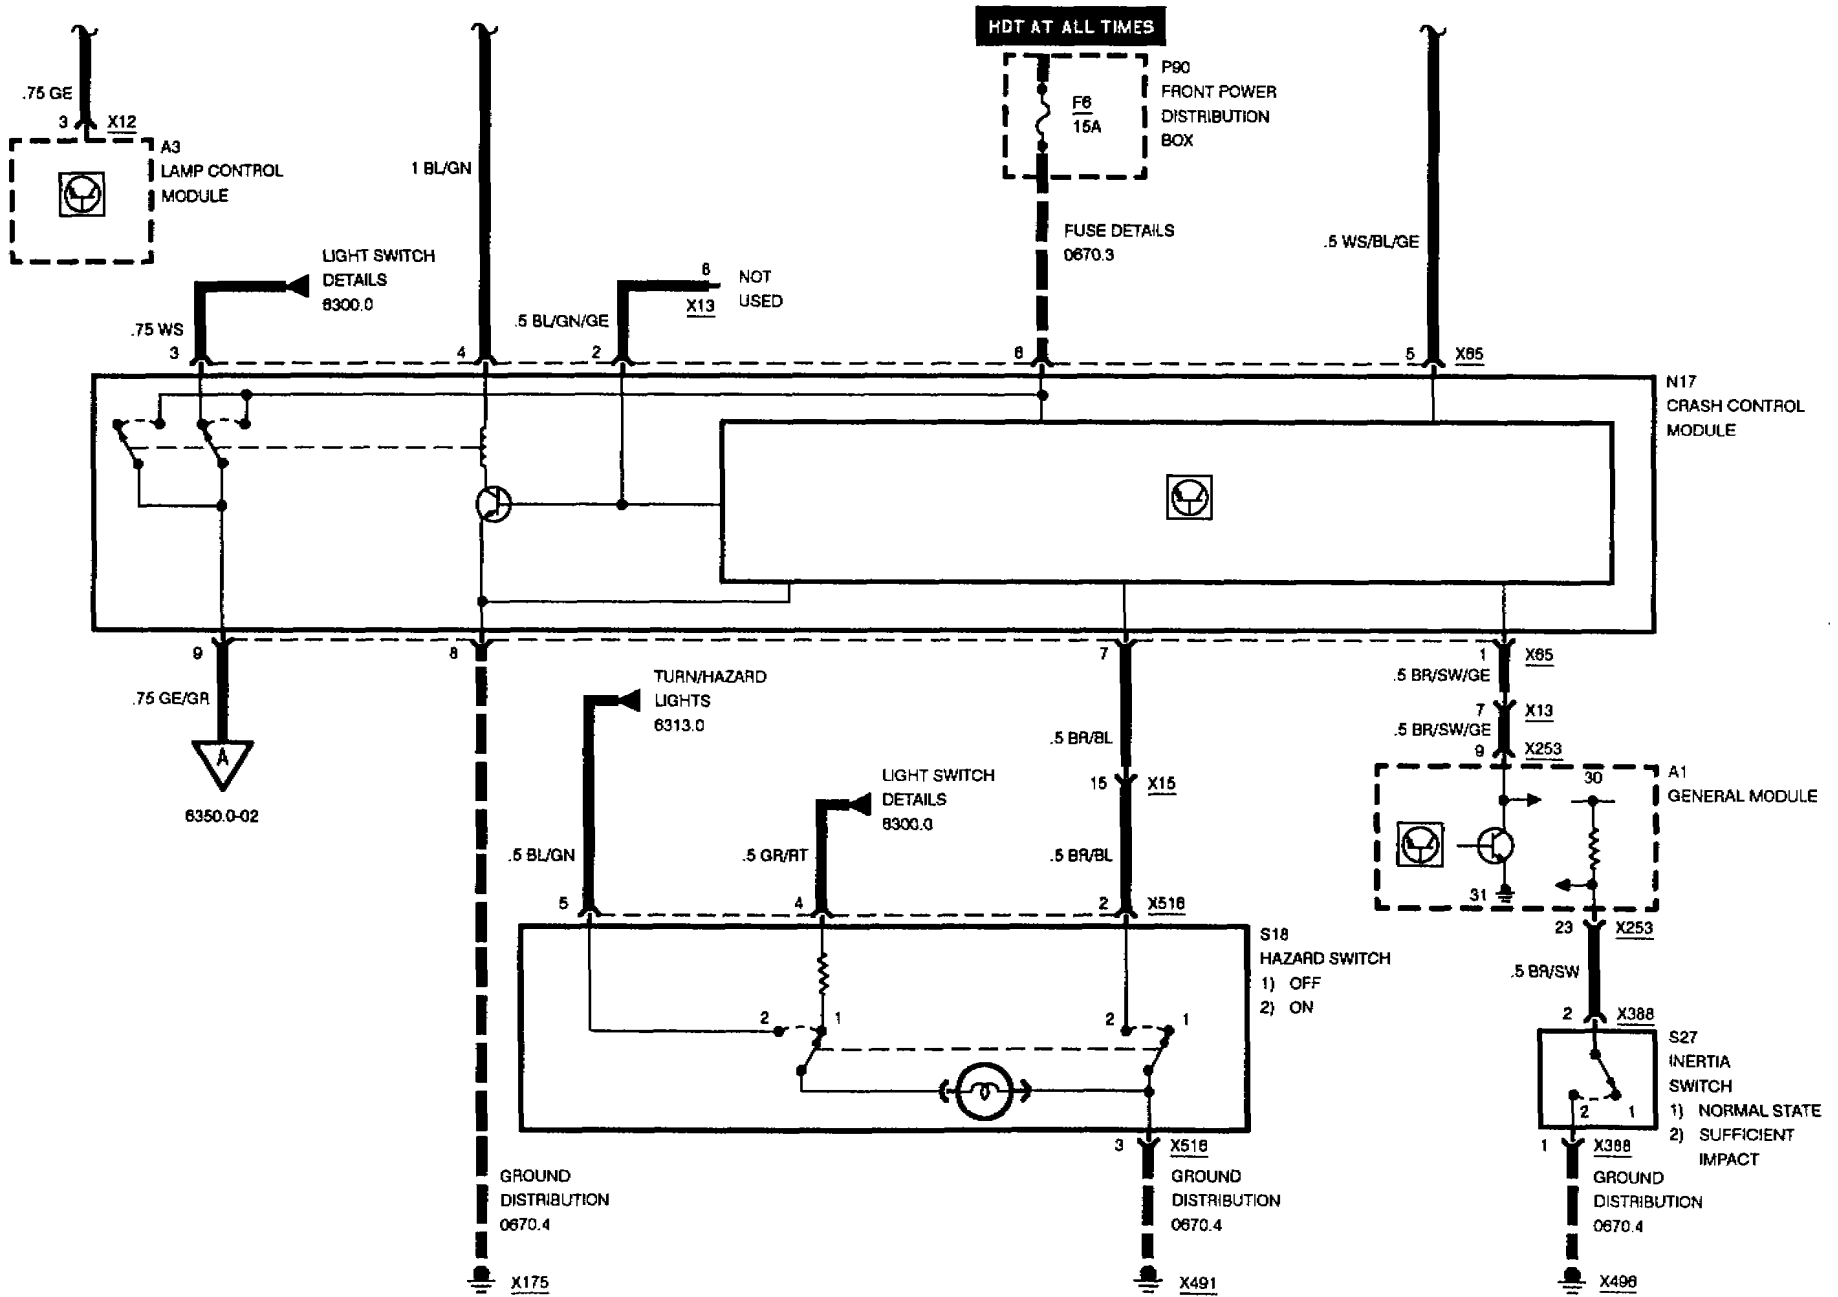 HOT AT ALL TIMES
P90
FRONT POWER
DISTRIBUTION
BOX
F6
15A
.75 GE
3 X12
A3
LAMP CONTROL
MODULE
1 BL/GN
FUSE DETAILS
0670.3
.5 WS/BL/GE
LIGHT SWITCH
DETAILS
6300.0
6
X13
NOT
USED
.75 WS
.5 BL/GN/GE
3 4 2 6 5 X65
N17
CRASH CONTROL
MODULE
9 8 7 1 X65
.75 GE/GR
A
6350.0-02
TURN/HAZARD
LIGHTS
6313.0
.5 BR/SW/GE
7 X13
.5 BR/SW/GE
9 X253
.5 BR/BL
15 X15
.5 BR/BL
LIGHT SWITCH
DETAILS
6300.0
.5 BL/GN
.5 GR/RT
A1
GENERAL MODULE
30
31
5 4 2 X516
23 X253
S18
HAZARD SWITCH
1) OFF
2) ON
.5 BR/SW
2 1 2 1
2 X388
S27
INERTIA
SWITCH
1) NORMAL STATE
2) SUFFICIENT
IMPACT
2 1
3 X516
1 X388
GROUND
DISTRIBUTION
0670.4
GROUND
DISTRIBUTION
0670.4
GROUND
DISTRIBUTION
0670.4
X175
X491
X496